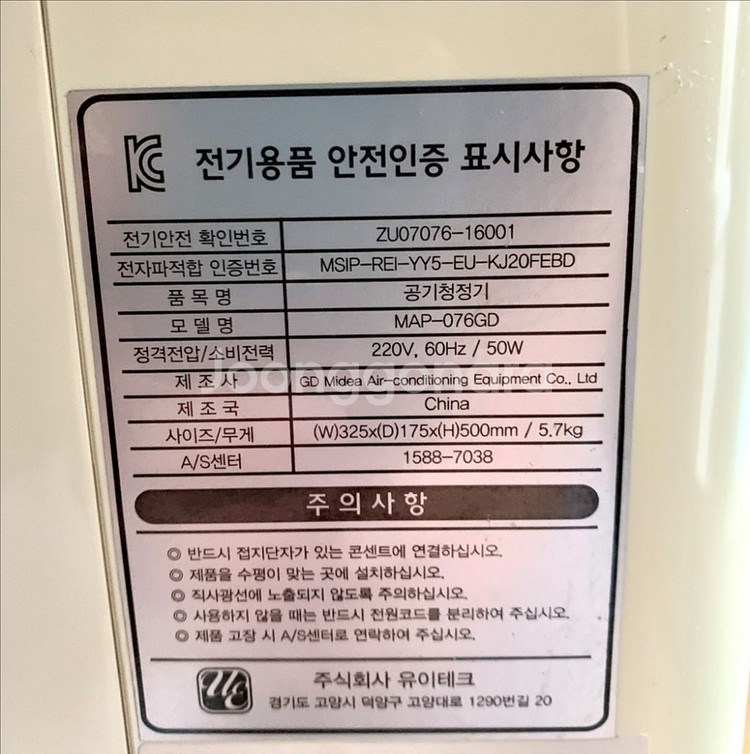 KC 전기용품 안전인증 표시사항
전기안전 확인번호 ZU07076-16001
전자파적합 인증번호 MSIP-REI-YY5-EU-KJ20FEBD
품목명 공기청정기
모델명 MAP-076GD
정격전압/소비전력 220V, 60Hz / 50W
제조사 GD Midea Air-conditioning Equipment Co., Ltd
제조국 China
사이즈/무게 (W)325x(D)175x(H)500mm / 5.7kg
A/S센터 1588-7038
주의사항
◎ 반드시 접지단자가 있는 콘센트에 연결하십시오.
◎ 제품을 수평이 맞는 곳에 설치하십시오.
◎ 직사광선에 노출되지 않도록 주의하십시오.
◎ 사용하지 않을 때는 반드시 전원코드를 분리하여 주십시오.
◎ 제품 고장 시 A/S센터로 연락하여 주십시오.
주식회사 유이테크
경기도 고양시 덕양구 고양대로 1290번길 20
Joonggonara